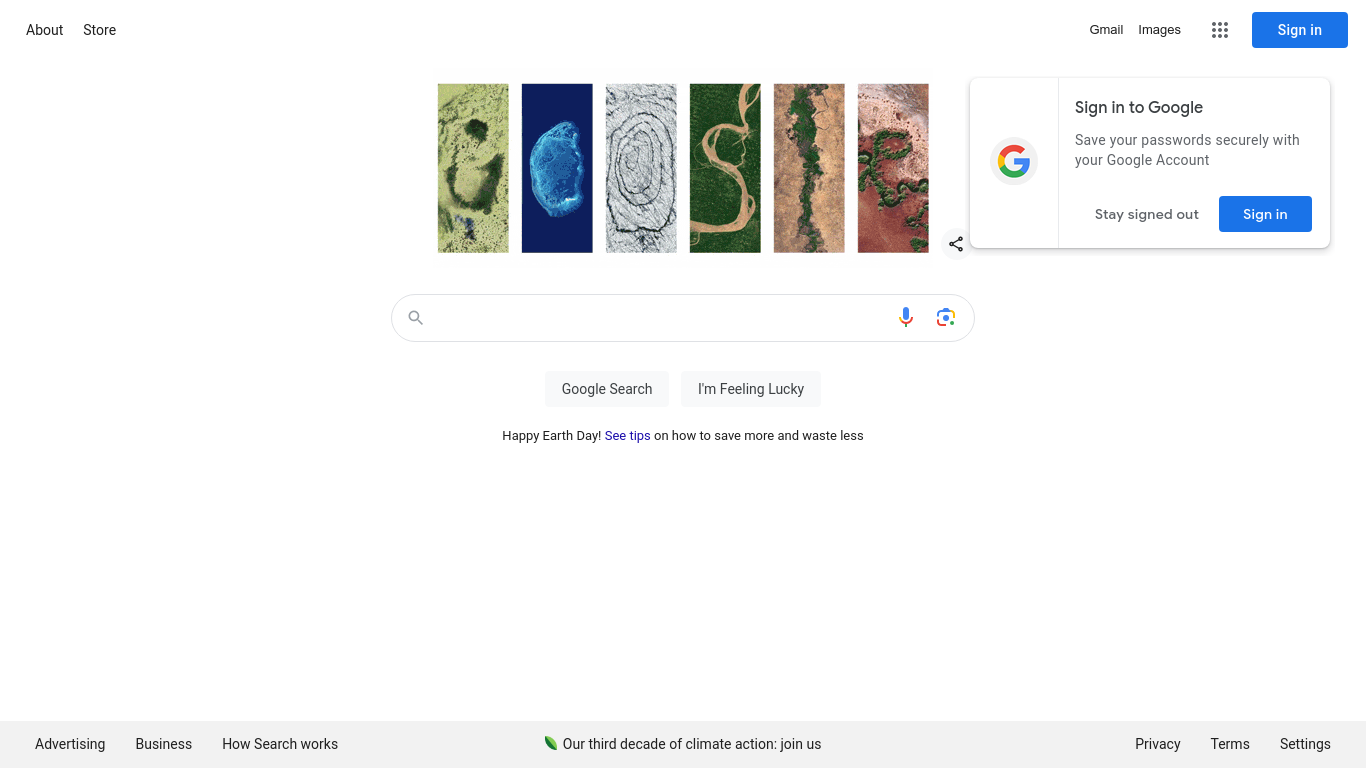 About Store Gmail Images Sign in
Sign in to Google
Save your passwords securely with
your Google Account
Stay signed out Sign in
Google Search I'm Feeling Lucky
Happy Earth Day! See tips on how to save more and waste less
Advertising Business How Search works Our third decade of climate action: join us Privacy Terms Settings